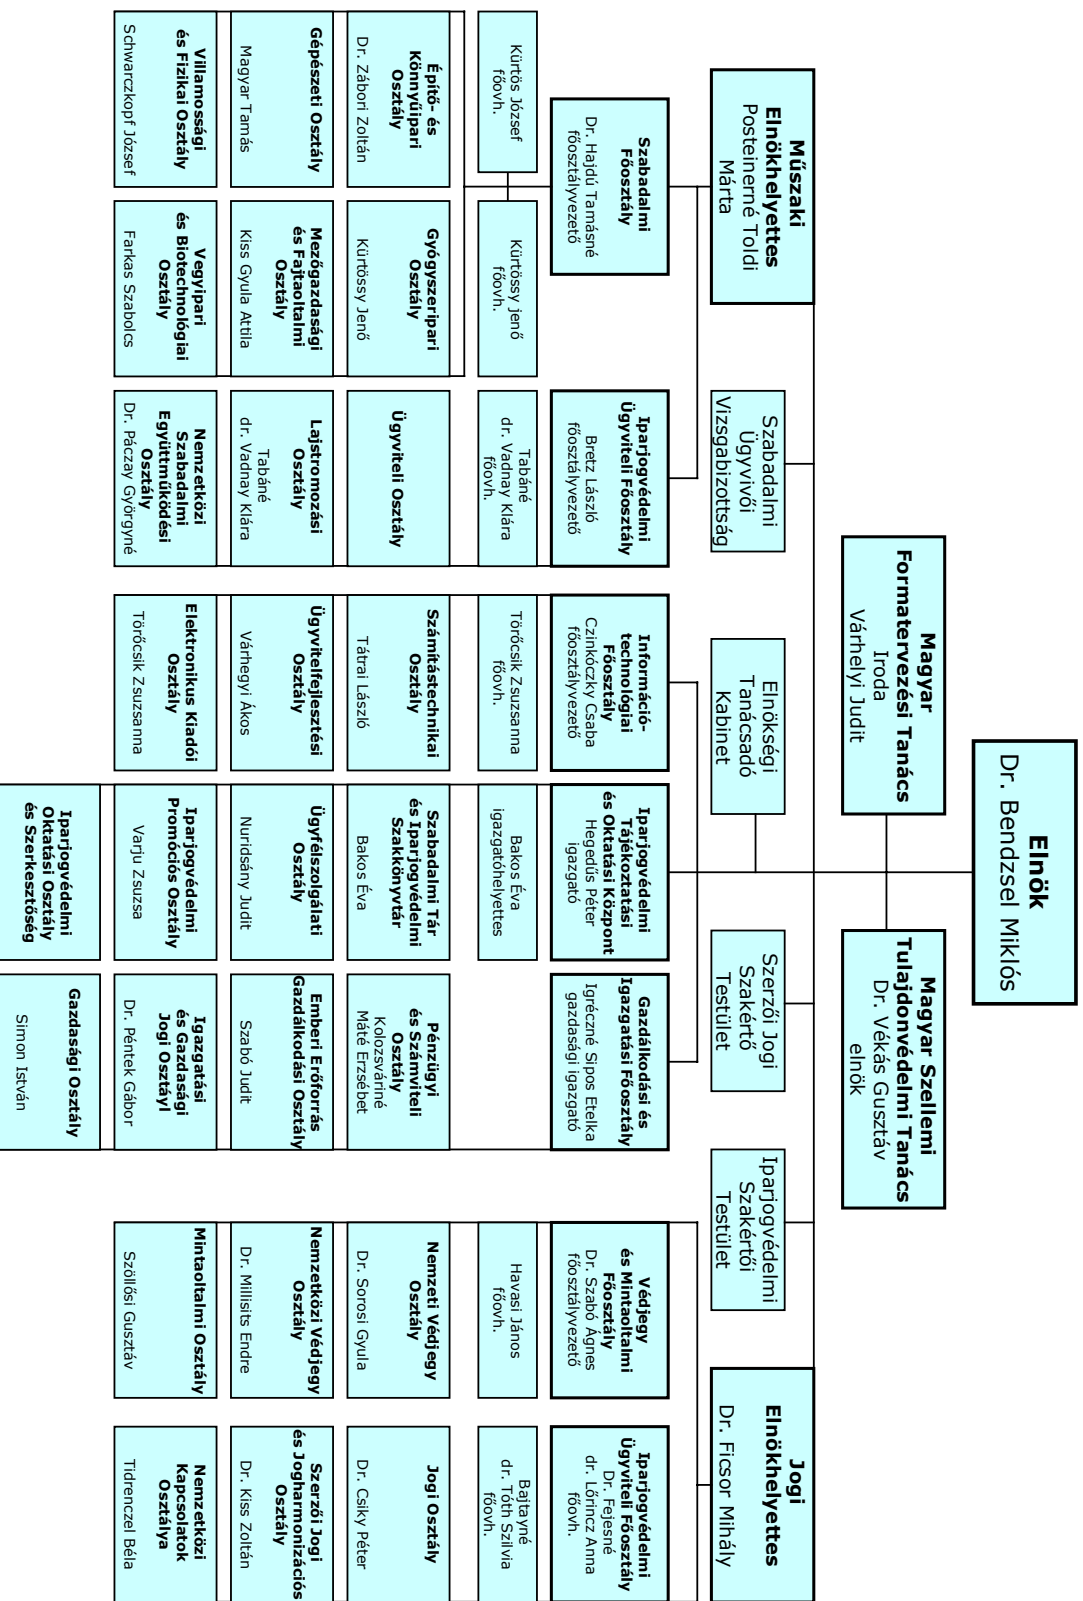 Elnök
Dr. Bendzsel Miklós
Magyar
Formatervezési Tanács
Iroda
Várhelyi Judit
Magyar Szellemi
Tulajdonvédelmi Tanács
Dr. Vékás Gusztáv
elnök
Műszaki
Elnökhelyettes
Posteinerné Toldi
Márta
Szabadalmi
Ügyvivői
Vizsgabizottság
Elnökségi
Tanácsadó
Kabinet
Szerzői Jogi
Szakértő
Testület
Iparjogvédelmi
Szakértői
Testület
Jogi
Elnökhelyettes
Dr. Ficsor Mihály
Szabadalmi
Főosztály
Dr. Hajdú Tamásné
főosztályvezető
Iparjogvédelmi
Ügyviteli Főosztály
Bretz László
főosztályvezető
Információ-
technológiai
Főosztály
Czinkóczky Csaba
főosztályvezető
Iparjogvédelmi
Tájékoztatási
és Oktatási Központ
Hegedűs Péter
igazgató
Gazdálkodási és
Igazgatási Főosztály
Igréczné Sipos Etelka
gazdasági igazgató
Védjegy
és Mintaoltalmi
Főosztály
Dr. Szabó Ágnes
főosztályvezető
Iparjogvédelmi
Ügyviteli Főosztály
Dr. Fejesné
dr. Lőrincz Anna
főovh.
Kürtös József
főovh.
Kürtössy jenő
főovh.
Tabáné
dr. Vadnay Klára
főovh.
Törőcsik Zsuzsanna
főovh.
Bakos Éva
igazgatóhelyettes
Havasi János
főovh.
Bajtayné
dr. Tóth Szilvia
főovh.
Építő- és
Könnyűipari
Osztály
Dr. Zábori Zoltán
Gyógyszeripari
Osztály
Kürtössy Jenő
Ügyviteli Osztály
Számítástechnikai
Osztály
Tátrai László
Szabadalmi Tár
és Iparjogvédelmi
Szakkönyvtár
Bakos Éva
Pénzügyi
és Számviteli
Osztály
Kolozsváriné
Máté Erzsébet
Nemzeti Védjegy
Osztály
Dr. Sorosi Gyula
Jogi Osztály
Dr. Csiky Péter
Gépészeti Osztály
Magyar Tamás
Mezőgazdasági
és Fajtaoltalmi
Osztály
Kiss Gyula Attila
Lajstromozási
Osztály
Tabáné
dr. Vadnay Klára
Ügyvitelfejlesztési
Osztály
Várhegyi Ákos
Ügyfélszolgálati
Osztály
Nuridsány Judit
Emberi Erőforrás
Gazdálkodási Osztály
Szabó Judit
Nemzetközi Védjegy
Osztály
Dr. Millisits Endre
Szerzői Jogi
és Jogharmonizációs
Osztály
Dr. Kiss Zoltán
Villamossági
és Fizikai Osztály
Schwarczkopf József
Vegyipari
és Biotechnológiai
Osztály
Farkas Szabolcs
Nemzetközi
Szabadalmi
Együttműködési
Osztály
Dr. Páczay Györgyné
Elektronikus Kiadói
Osztály
Törőcsik Zsuzsanna
Iparjogvédelmi
Promóciós Osztály
Varju Zsuzsa
Igazgatási
és Gazdasági
Jogi Osztáyl
Dr. Péntek Gábor
Mintaoltalmi Osztály
Szöllősi Gusztáv
Nemzetközi
Kapcsolatok
Osztálya
Tidrenczel Béla
Iparjogvédelmi
Oktatási Osztály
és Szerkesztőség
Gazdasági Osztály
Simon István